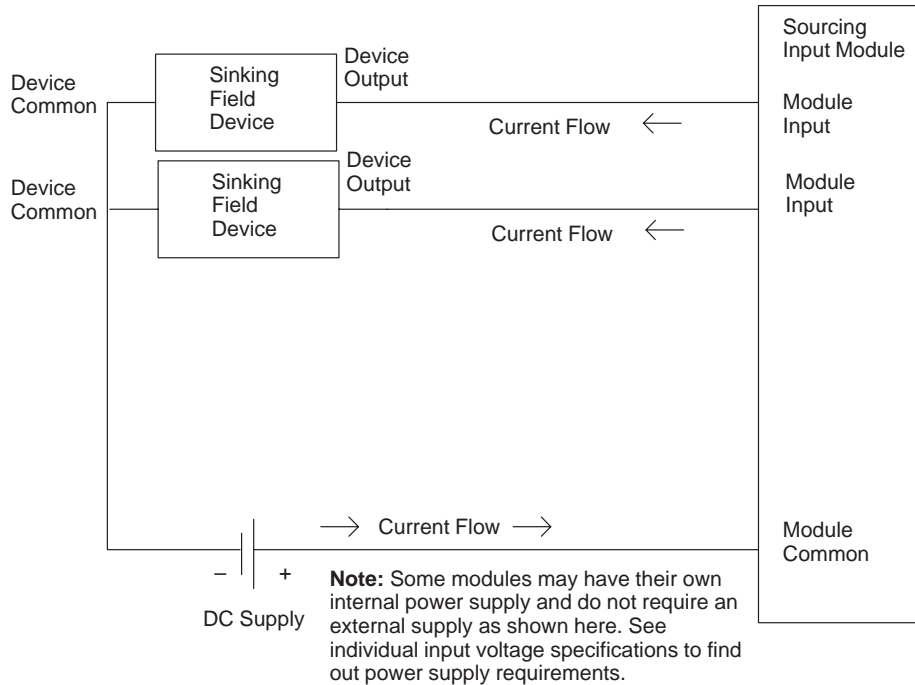 Sourcing
Input Module
Device
Output
Sinking
Field
Device
Device
Common
Module
Input
Current Flow
Device
Output
Sinking
Field
Device
Device
Common
Module
Input
Current Flow
Current Flow
Module
Common
– +
DC Supply
Note: Some modules may have their own
internal power supply and do not require an
external supply as shown here. See
individual input voltage specifications to find
out power supply requirements.